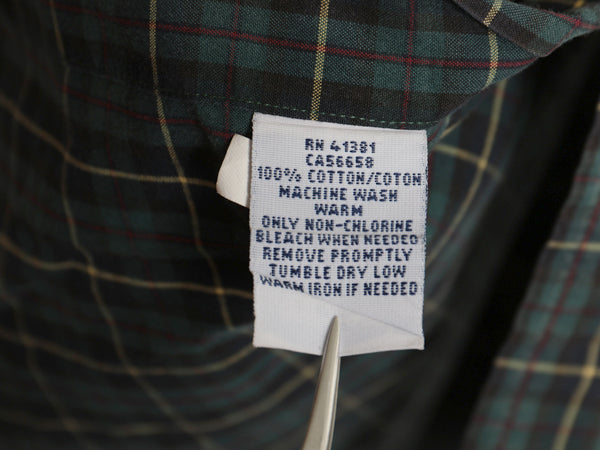 RN 41381
CA56658
100% COTTON/COTON
MACHINE WASH
WARM
ONLY NON-CHLORINE
BLEACH WHEN NEEDED
REMOVE PROMPTLY
TUMBLE DRY LOW
WARM IRON IF NEEDED